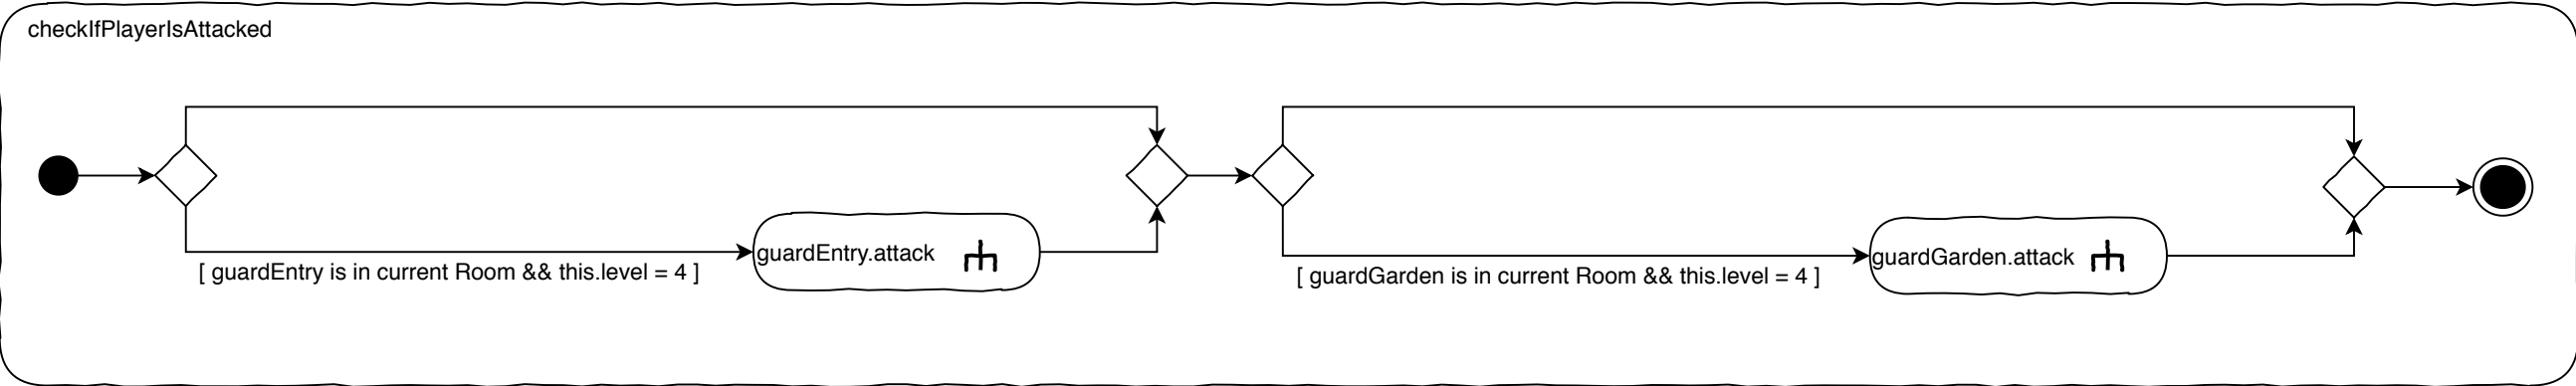 checkIfPlayerIsAttacked
guardEntry.attack
[ guardEntry is in current Room && this.level = 4 ]
guardGarden.attack
[ guardGarden is in current Room && this.level = 4 ]